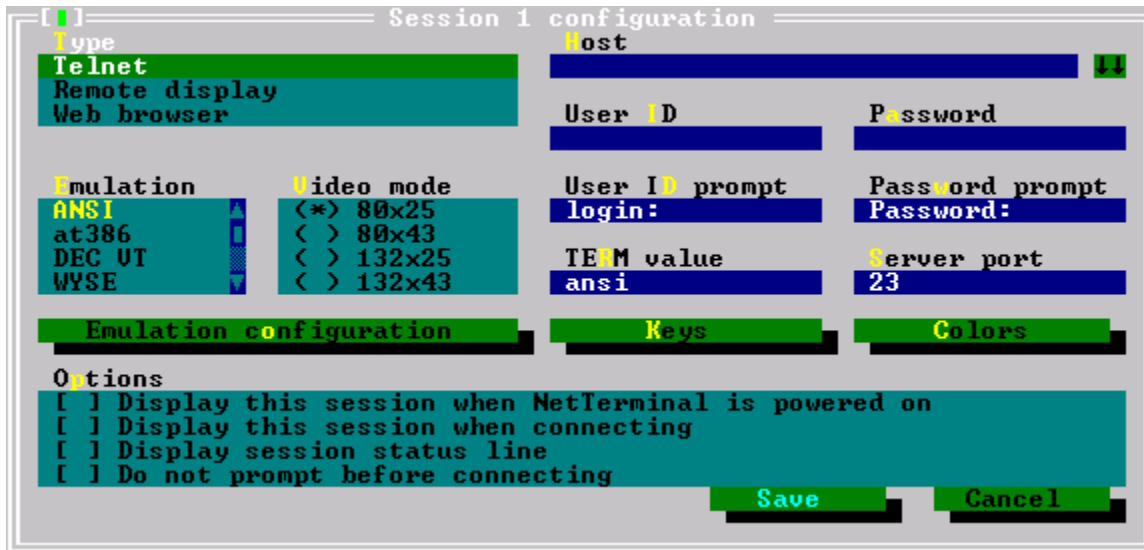 [▮] Session 1 configuration
Type Host
Telnet ↓↓
Remote display
Web browser User ID Password
Emulation Video mode User ID prompt Password prompt
ANSI (*) 80x25 login: Password:
at386 ( ) 80x43
DEC VT ( ) 132x25 TERM value Server port
WYSE ( ) 132x43 ansi 23
Emulation configuration Keys Colors
Options
[ ] Display this session when NetTerminal is powered on
[ ] Display this session when connecting
[ ] Display session status line
[ ] Do not prompt before connecting
Save Cancel